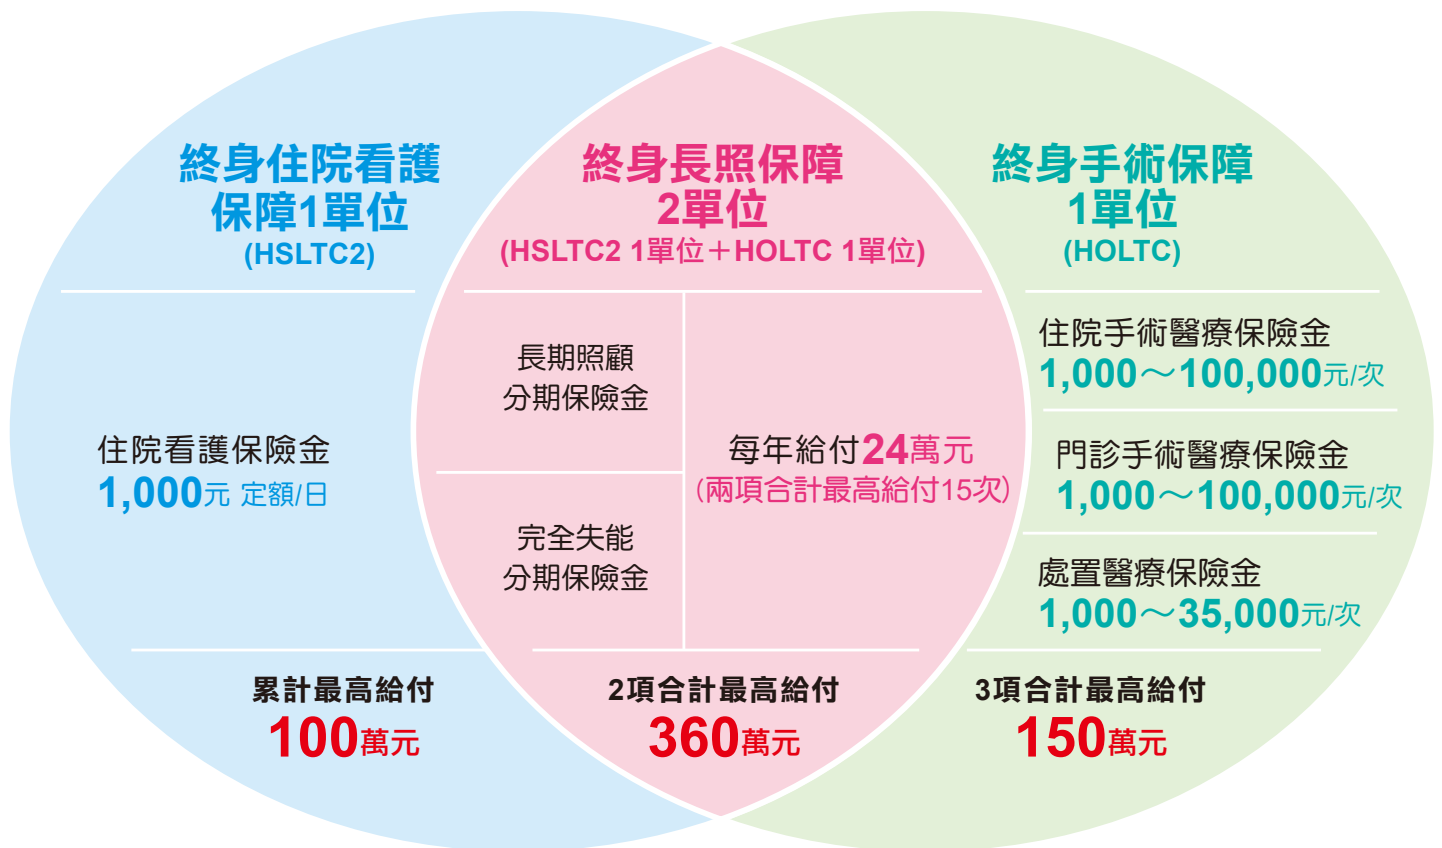 終身住院看護
保障1單位
(HSLTC2)
住院看護保險金
1,000元 定額/日
累計最高給付
100萬元
終身長照保障
2單位
(HSLTC2 1單位＋HOLTC 1單位)
長期照顧
分期保險金
完全失能
分期保險金
每年給付24萬元
(兩項合計最高給付15次)
2項合計最高給付
360萬元
終身手術保障
1單位
(HOLTC)
住院手術醫療保險金
1,000～100,000元/次
門診手術醫療保險金
1,000～100,000元/次
處置醫療保險金
1,000～35,000元/次
3項合計最高給付
150萬元